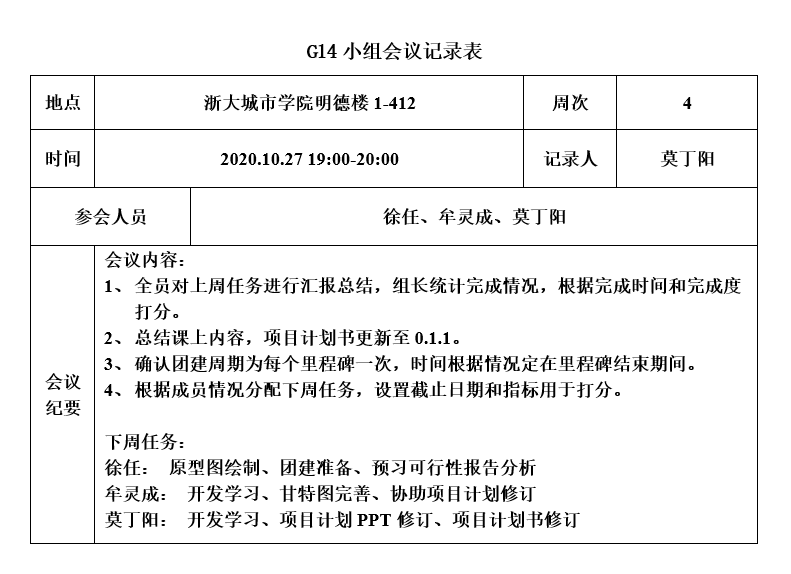 G14 小组会议记录表
地点 浙大城市学院明德楼 1-412 周次 4
时间 2020.10.27 19:00-20:00 记录人 莫丁阳
参会人员 徐任、牟灵成、莫丁阳
会议内容：
1、 全员对上周任务进行汇报总结，组长统计完成情况，根据完成时间和完成度
打分。
2、 总结课上内容，项目计划书更新至 0.1.1。
3、 确认团建周期为每个里程碑一次，时间根据情况定在里程碑结束期间。
会议
纪要
4、 根据成员情况分配下周任务，设置截止日期和指标用于打分。
下周任务：
徐任： 原型图绘制、团建准备、预习可行性报告分析
牟灵成： 开发学习、甘特图完善、协助项目计划修订
莫丁阳： 开发学习、项目计划 PPT 修订、项目计划书修订